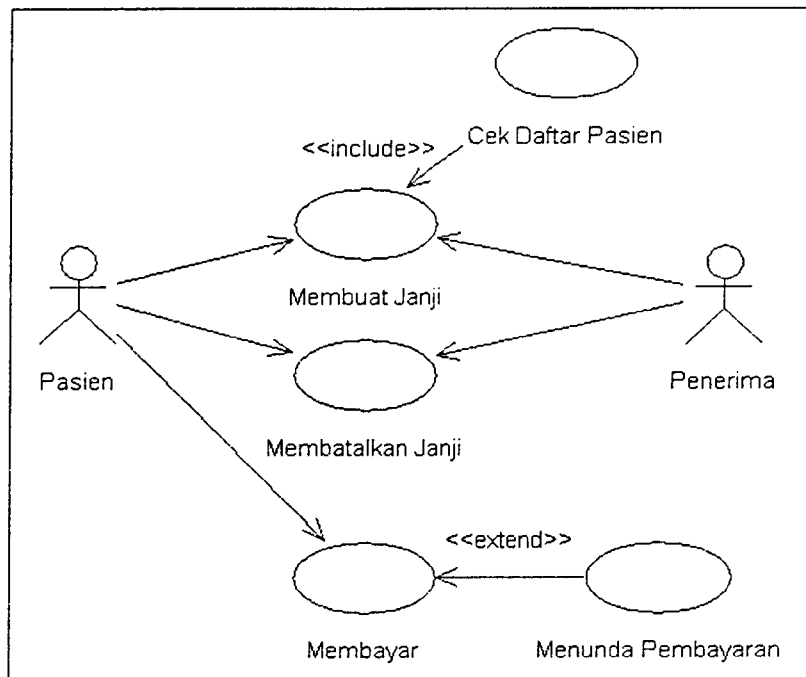 Cek Daftar Pasien
<<include>>
Membuat Janji
Pasien
Penerima
Membatalkan Janji
<<extend>>
Membayar
Menunda Pembayaran